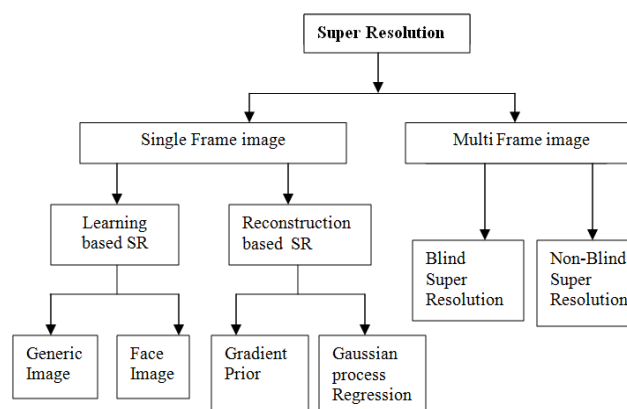 Super Resolution
Single Frame image
Multi Frame image
Learning
based SR
Reconstruction
based SR
Blind
Super
Resolution
Non-Blind
Super
Resolution
Generic
Image
Face
Image
Gradient
Prior
Gaussian
process
Regression